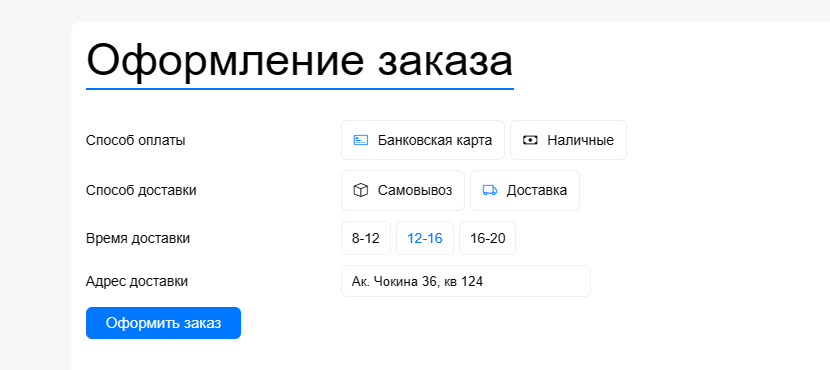 Оформление заказа
Способ оплаты Банковская карта Наличные
Способ доставки Самовывоз Доставка
Время доставки 8-12 12-16 16-20
Адрес доставки Ак. Чокина 36, кв 124
Оформить заказ